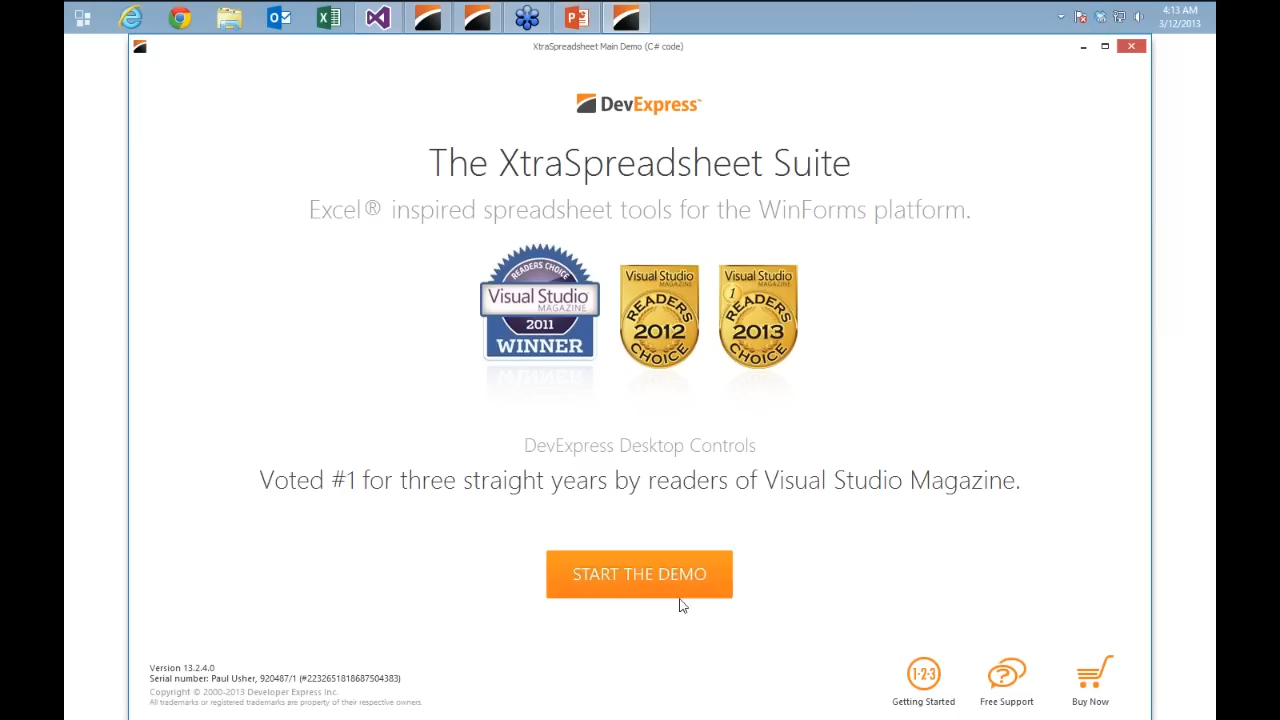 4:13 AM
3/12/2013
XtraSpreadsheet Main Demo (C# code)
DevExpress
The XtraSpreadsheet Suite
Excel® inspired spreadsheet tools for the WinForms platform.
READERS CHOICE
Visual Studio
MAGAZINE
2011
WINNER
Visual Studio
MAGAZINE
READERS
2012
CHOICE
Visual Studio
MAGAZINE
1
READERS
2013
CHOICE
DevExpress Desktop Controls
Voted #1 for three straight years by readers of Visual Studio Magazine.
START THE DEMO
Version 13.2.4.0
Serial number: Paul Usher, 920487/1 (#2232651818687504383)
Copyright © 2000-2013 Developer Express Inc.
All trademarks or registered trademarks are property of their respective owners.
1·2·3
Getting Started
?
Free Support
Buy Now